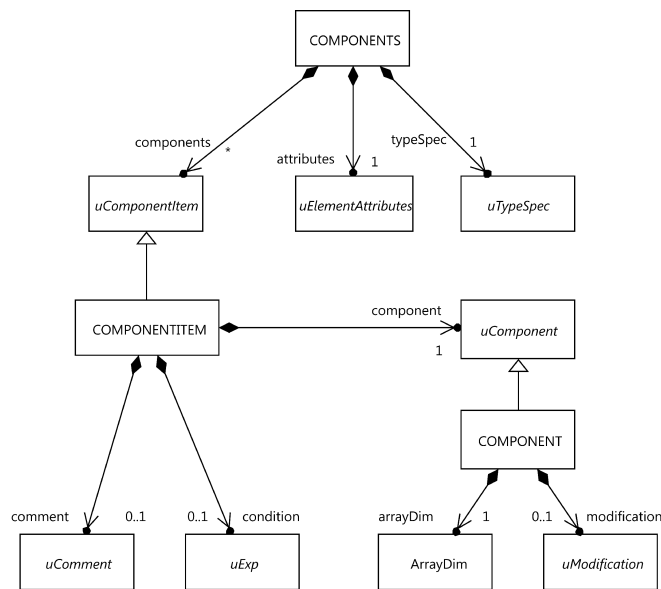 COMPONENTS
components
*
attributes
1
typeSpec
1
uComponentItem
uElementAttributes
uTypeSpec
COMPONENTITEM
component
1
uComponent
COMPONENT
comment
0..1
0..1
condition
arrayDim
1
0..1
modification
uComment
uExp
ArrayDim
uModification